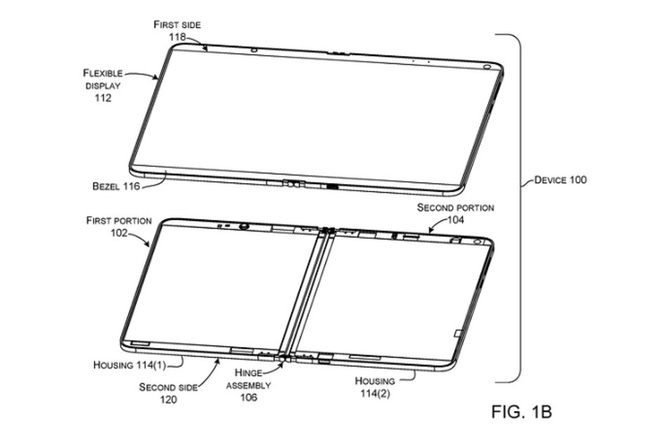 FIRST SIDE
118
FLEXIBLE
DISPLAY
112
BEZEL 116
DEVICE 100
FIRST PORTION
102
SECOND PORTION
104
HOUSING 114(1)
SECOND SIDE
120
HINGE
ASSEMBLY
106
HOUSING
114(2)
FIG. 1B